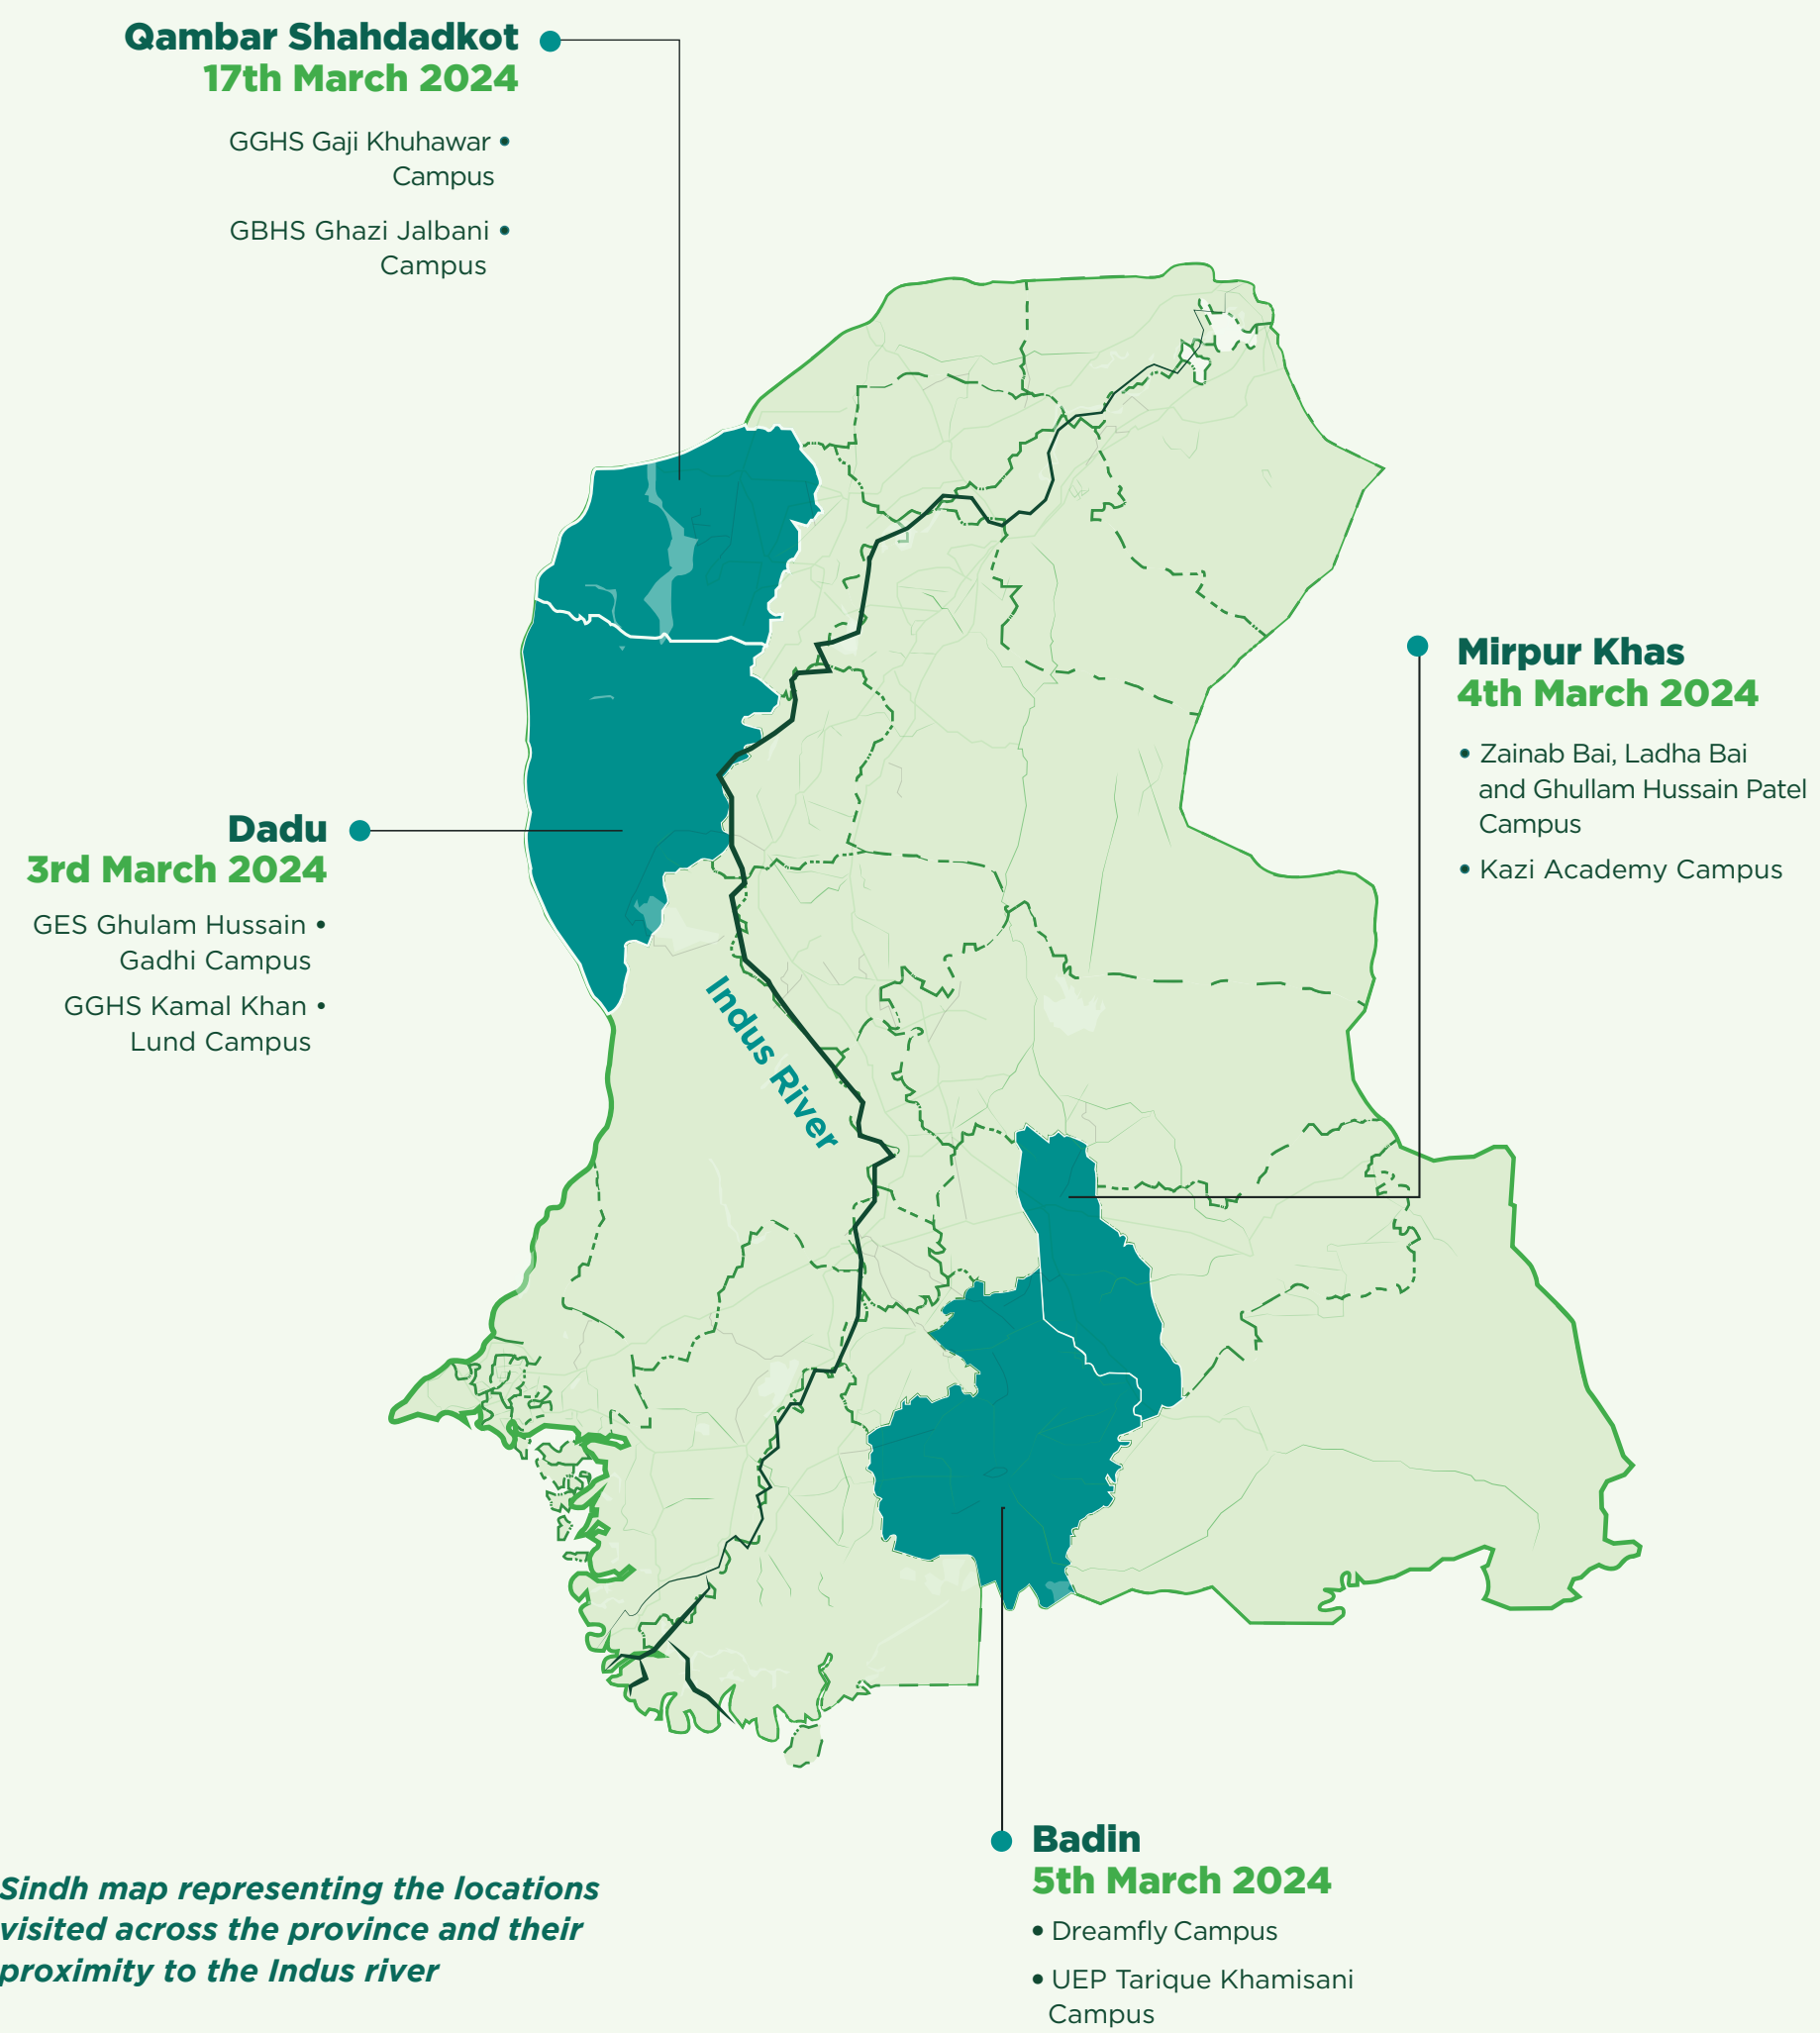 Qambar Shahdadkot
17th March 2024
GGHS Gaji Khuhawar •
Campus
GBHS Ghazi Jalbani •
Campus
Mirpur Khas
4th March 2024
• Zainab Bai, Ladha Bai
and Ghullam Hussain Patel
Campus
• Kazi Academy Campus
Dadu
3rd March 2024
GES Ghulam Hussain •
Gadhi Campus
GGHS Kamal Khan •
Lund Campus
Indus River
Badin
5th March 2024
• Dreamfly Campus
• UEP Tarique Khamisani
Campus
Sindh map representing the locations
visited across the province and their
proximity to the Indus river